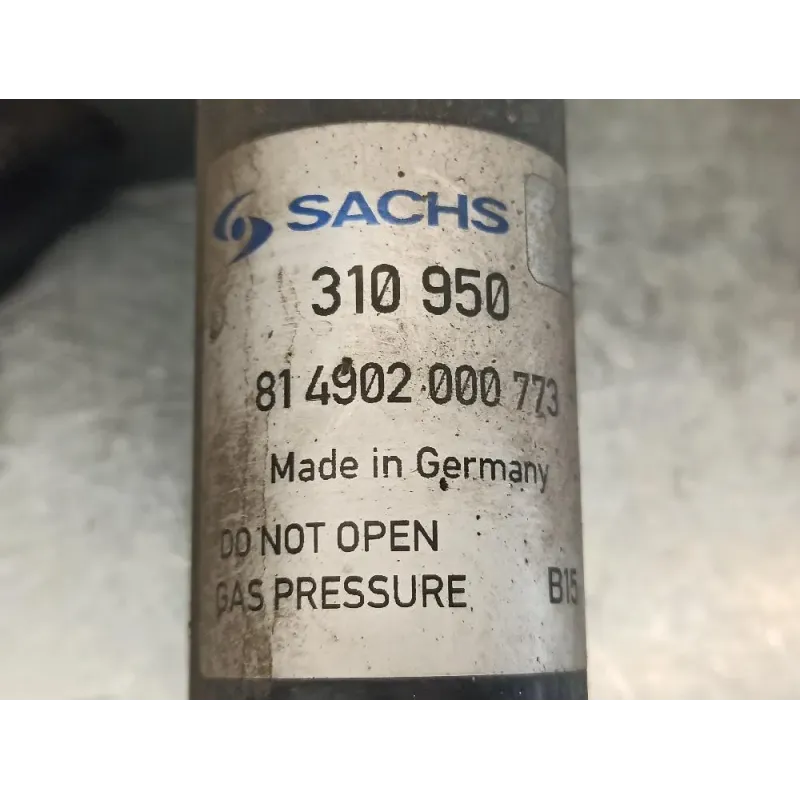 SACHS
310 950
81 4902 000 773
Made in Germany
DO NOT OPEN
GAS PRESSURE B15